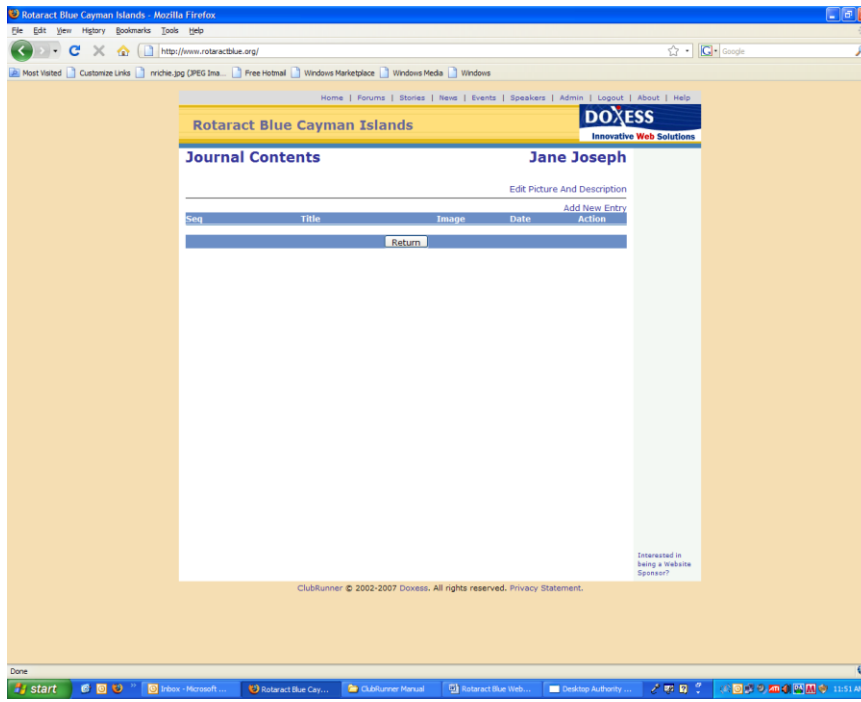 Rotaract Blue Cayman Islands - Mozilla Firefox
File Edit View History Bookmarks Tools Help
http://www.rotaractblue.org/
Google
Most Visited Customize Links nrichie.jpg (JPEG Ima... Free Hotmail Windows Marketplace Windows Media Windows
Home | Forums | Stories | News | Events | Speakers | Admin | Logout | About | Help
Rotaract Blue Cayman Islands
DOXESS
Innovative Web Solutions
Journal Contents Jane Joseph
Edit Picture And Description
Add New Entry
Seq Title Image Date Action
Return
Interested in
being a Website
Sponsor?
ClubRunner © 2002-2007 Doxess. All rights reserved. Privacy Statement.
Done
start Inbox - Microsoft ... Rotaract Blue Cay... ClubRunner Manual Rotaract Blue Web... Desktop Authority ... 11:51 AM